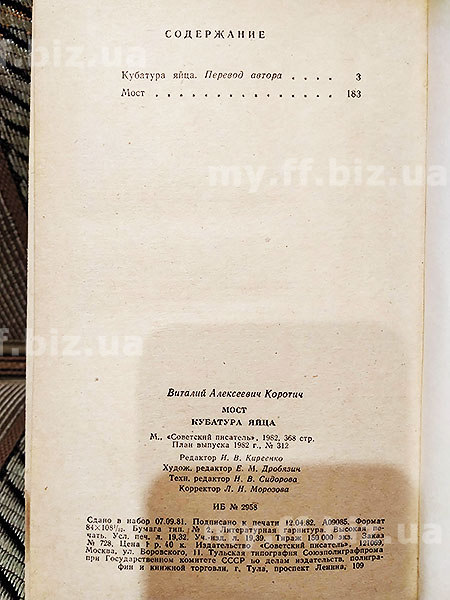 СОДЕРЖАНИЕ
Кубатура яйца. Перевод автора . . . . 3
Мост . . . . . . . . . . . . . . . 183
my.ff.biz.ua
Виталий Алексеевич Коротич
МОСТ
КУБАТУРА ЯЙЦА
М., «Советский писатель», 1982, 368 стр.
План выпуска 1982 г., № 312
Редактор И. В. Кирсенко
Худож. редактор Е. М. Дробязин
Техн. редактор Н. В. Сидорова
Корректор Л. Н. Морозова
ИБ № 2958
Сдано в набор 07.09.81. Подписано к печати 12.04.82. А09085. Формат
84×108¹/₃₂. Бумага тип. № 2. Литературная гарнитура. Высокая пе-
чать. Усл. печ. л. 19,32. Уч.-изд. л. 19,39. Тираж 150 000 экз. Заказ
№ 728. Цена 1 р. 40 к. Издательство «Советский писатель», 121069,
Москва, ул. Воровского, 11. Тульская типография Союзполиграфпрома
при Государственном комитете СССР по делам издательств, полигра-
фии и книжной торговли, г. Тула, проспект Ленина, 109